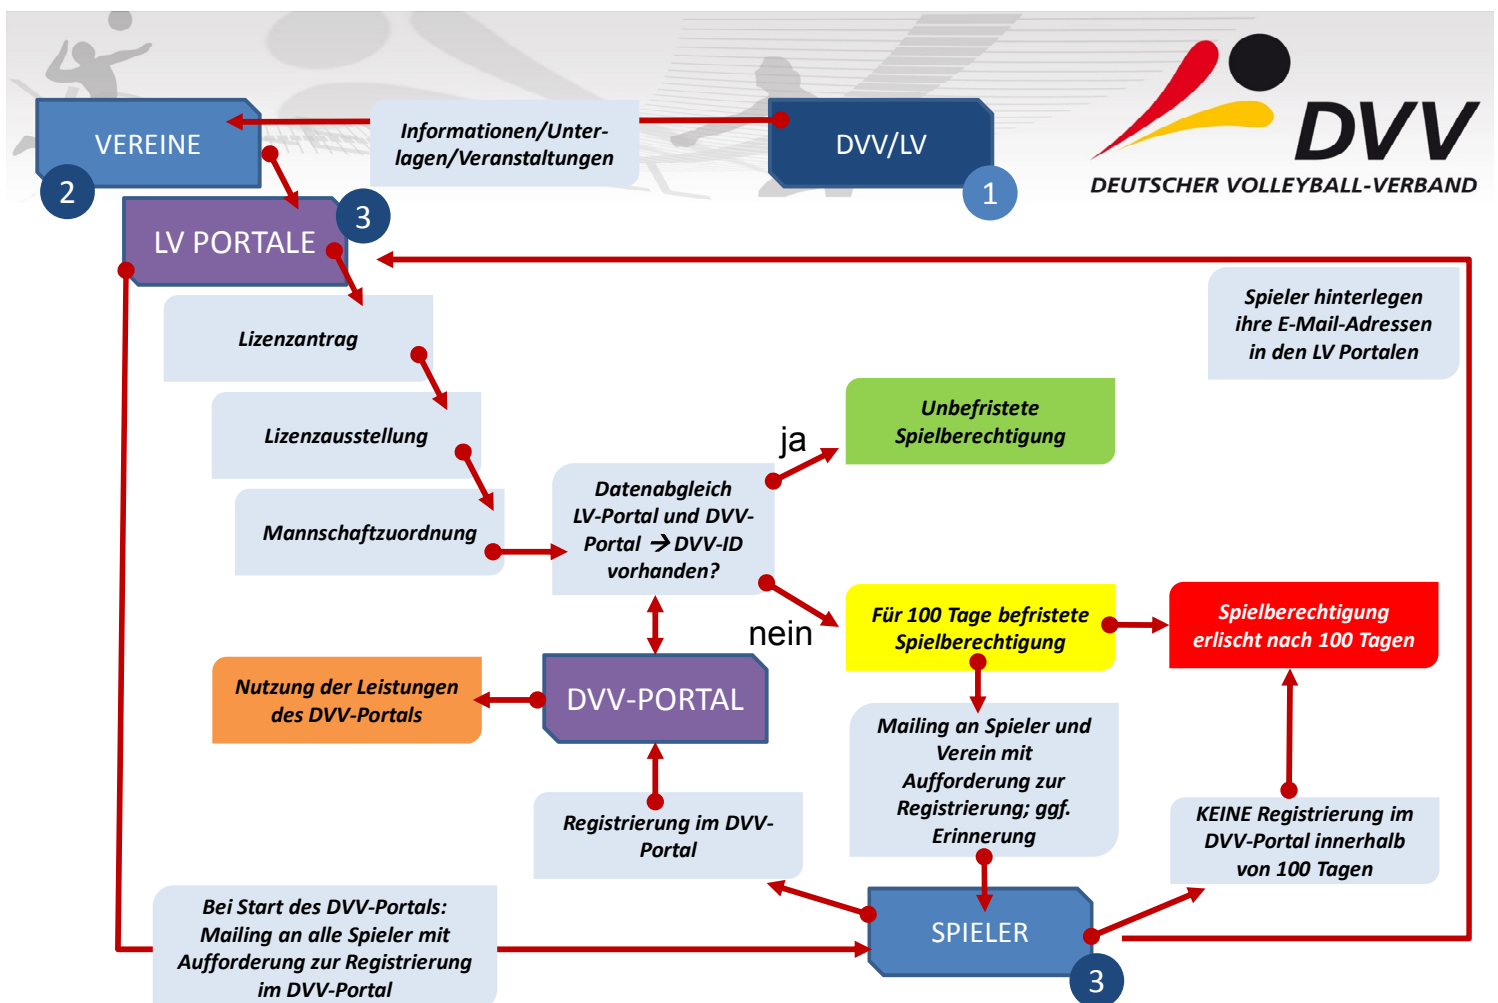 VEREINE
2
Informationen/Unter-
lagen/Veranstaltungen
DVV/LV
1
DVV
DEUTSCHER VOLLEYBALL-VERBAND
LV PORTALE
3
Spieler hinterlegen
ihre E-Mail-Adressen
in den LV Portalen
Lizenzantrag
Lizenzausstellung
Mannschaftzuordnung
Datenabgleich
LV-Portal und DVV-
Portal → DVV-ID
vorhanden?
ja
Unbefristete
Spielberechtigung
nein
Für 100 Tage befristete
Spielberechtigung
Spielberechtigung
erlischt nach 100 Tagen
Nutzung der Leistungen
des DVV-Portals
DVV-PORTAL
Mailing an Spieler und
Verein mit
Aufforderung zur
Registrierung; ggf.
Erinnerung
Registrierung im DVV-
Portal
KEINE Registrierung im
DVV-Portal innerhalb
von 100 Tagen
Bei Start des DVV-Portals:
Mailing an alle Spieler mit
Aufforderung zur Registrierung
im DVV-Portal
SPIELER
3